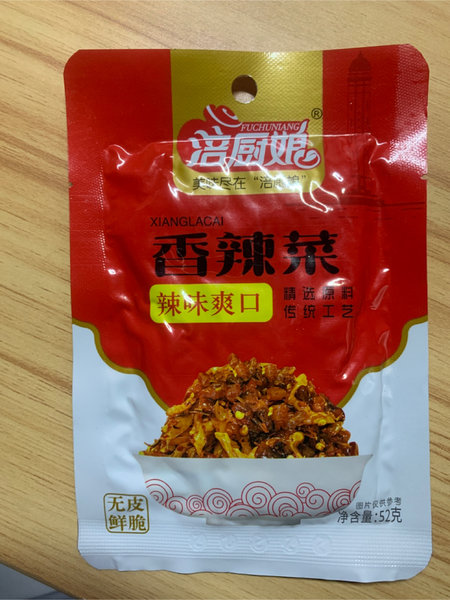 FUCHUNIANG
®
涪厨娘
美味尽在“涪厨娘”
XIANGLACAI
香辣菜
辣味爽口
精选原料
传统工艺
无皮
鲜脆
图片仅供参考
净含量:52克